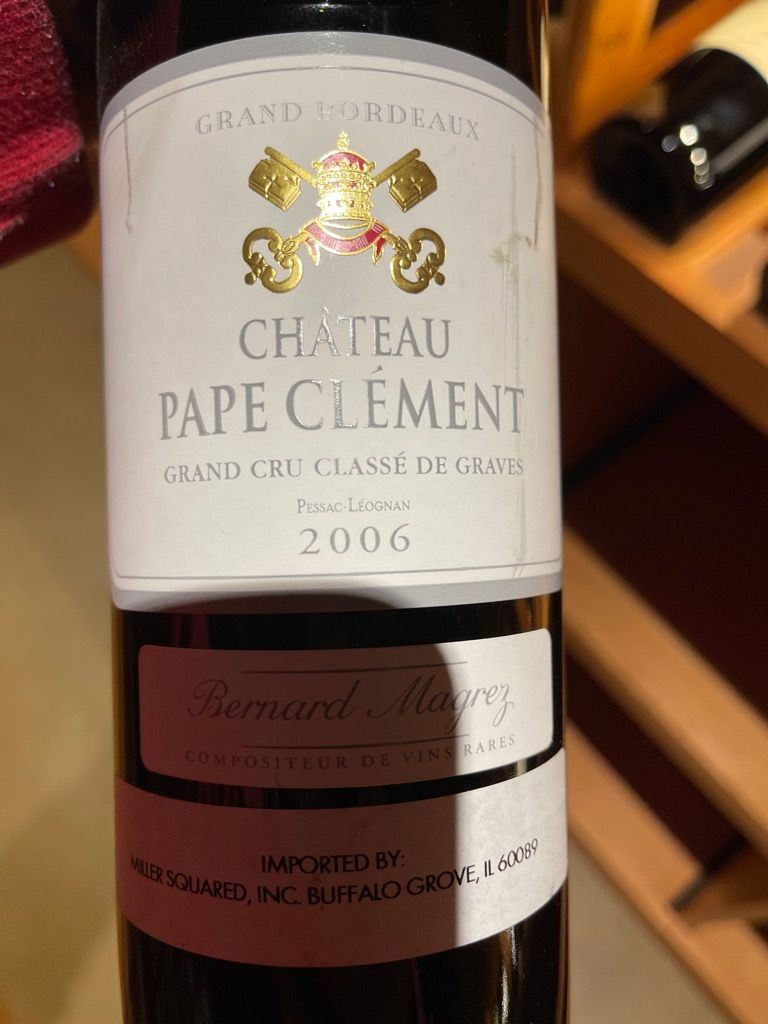 GRAND BORDEAUX
CHÂTEAU
PAPE CLÉMENT
GRAND CRU CLASSÉ DE GRAVES
PESSAC-LÉOGNAN
2006
Bernard Magrez
COMPOSITEUR DE VINS RARES
IMPORTED BY:
MILLER SQUARED, INC. BUFFALO GROVE, IL 60089